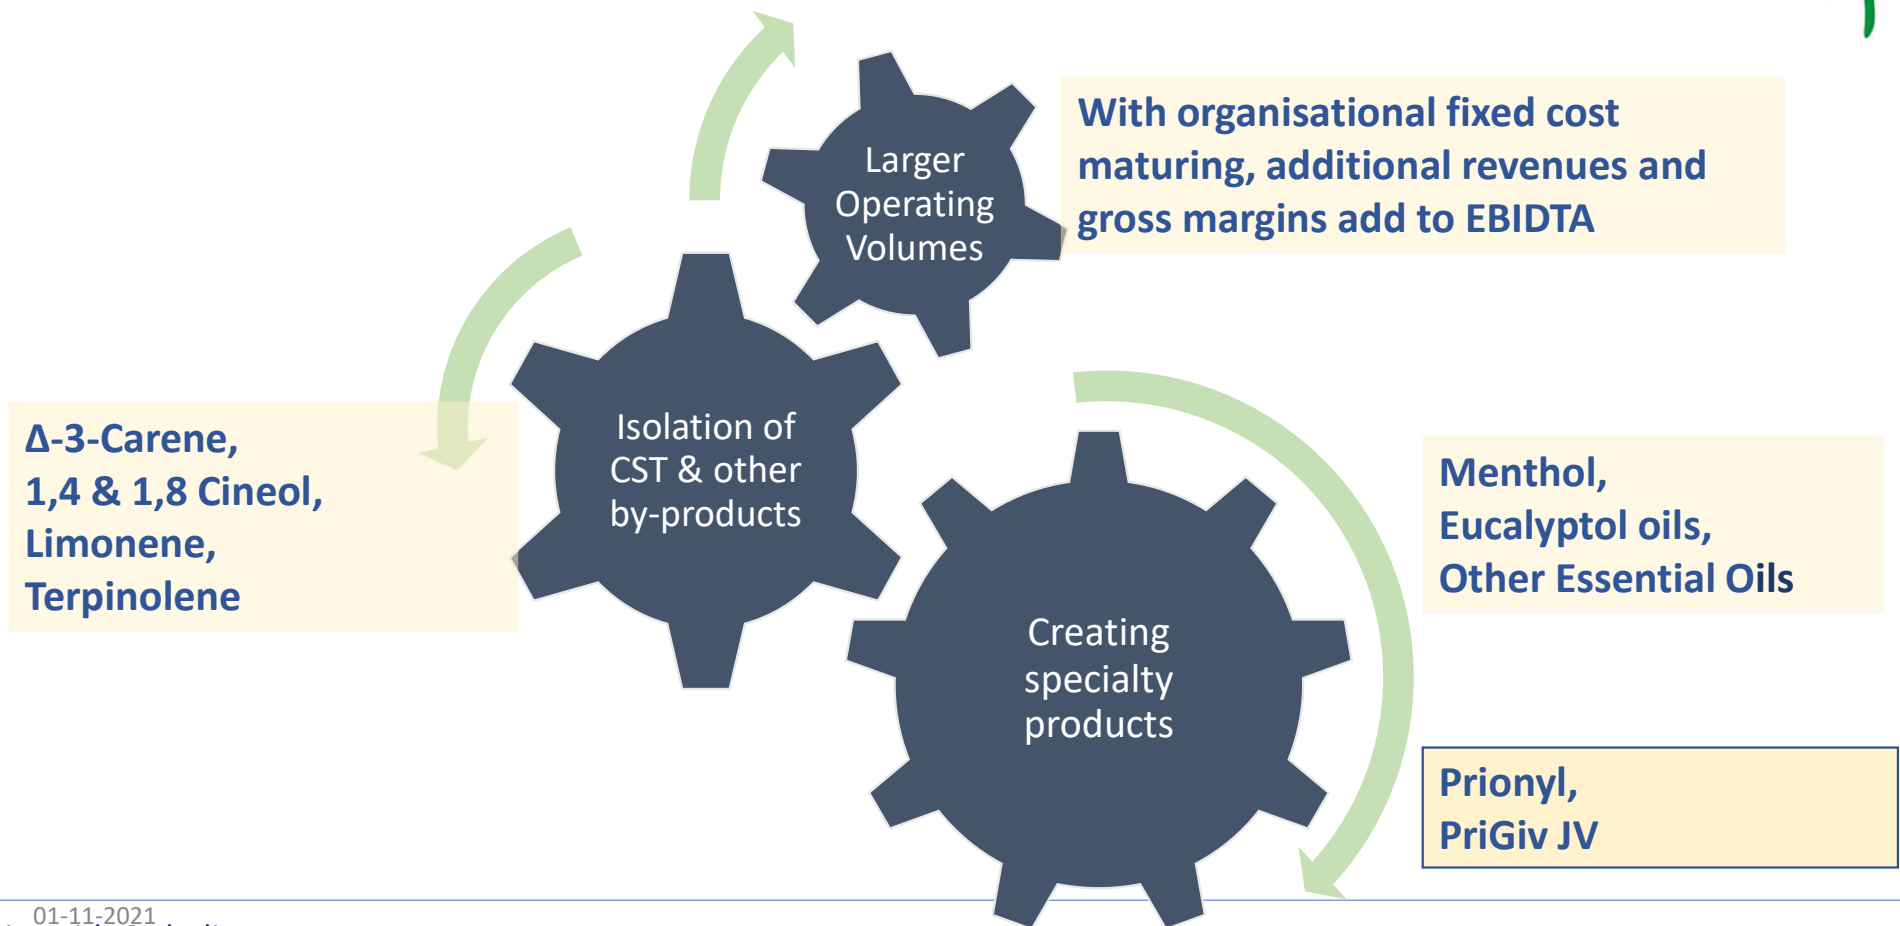 Larger
Operating
Volumes
With organisational fixed cost
maturing, additional revenues and
gross margins add to EBIDTA
Isolation of
CST & other
by-products
Δ-3-Carene,
1,4 & 1,8 Cineol,
Limonene,
Terpinolene
Creating
specialty
products
Menthol,
Eucalyptol oils,
Other Essential Oils
Prionyl,
PriGiv JV
01-11-2021